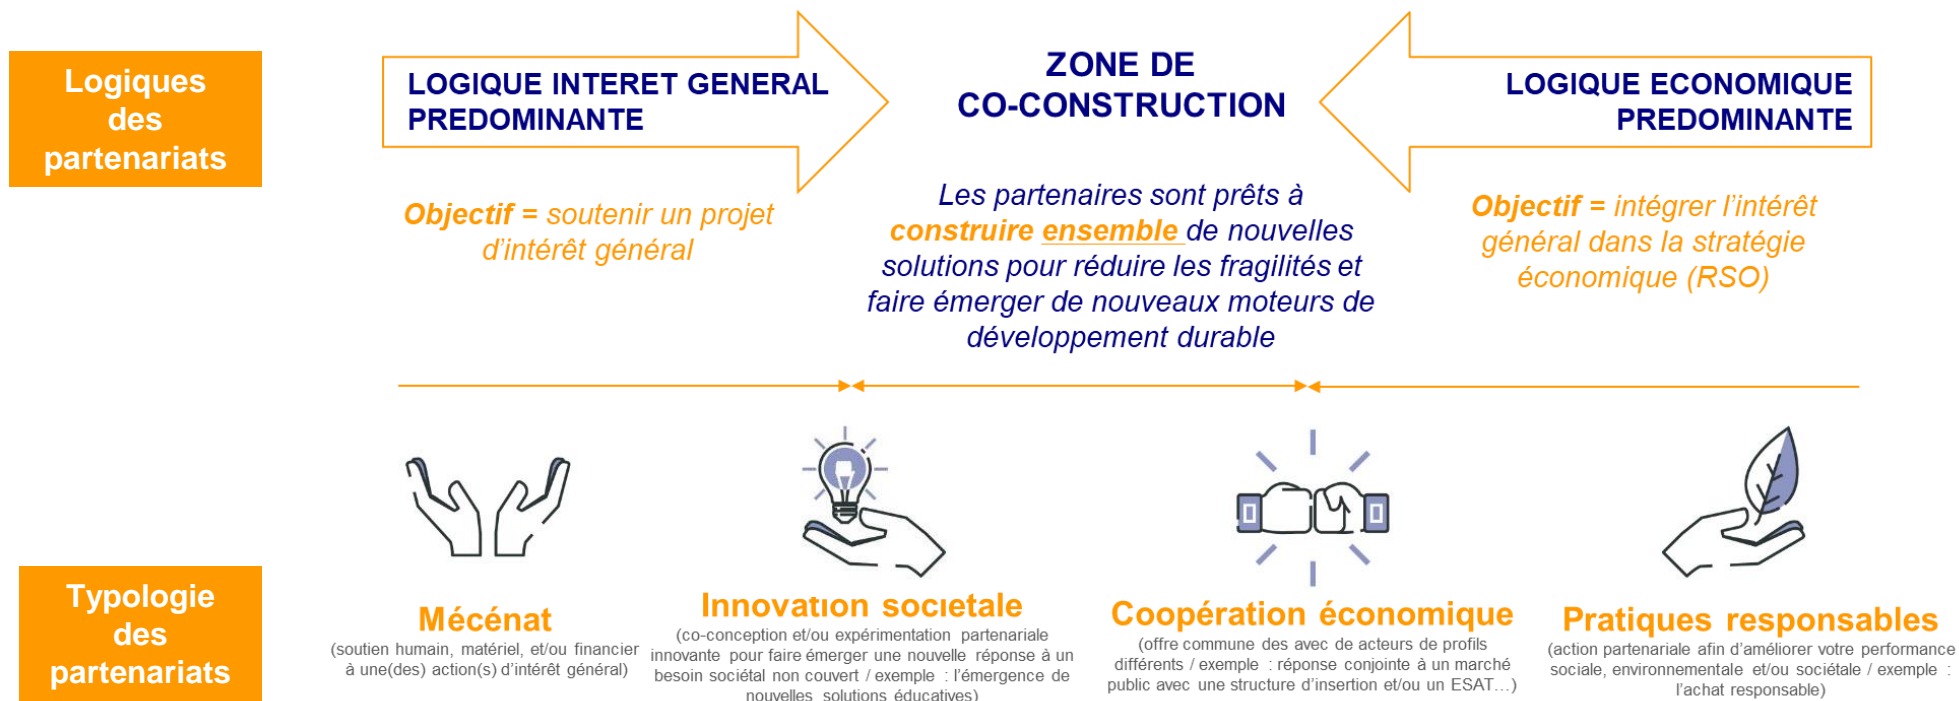 Logiques
des
partenariats
LOGIQUE INTERET GENERAL
PREDOMINANTE
ZONE DE
CO-CONSTRUCTION
LOGIQUE ECONOMIQUE
PREDOMINANTE
Objectif = soutenir un projet
d'intérêt général
Les partenaires sont prêts à
construire ensemble de nouvelles
solutions pour réduire les fragilités et
faire émerger de nouveaux moteurs de
développement durable
Objectif = intégrer l'intérêt
général dans la stratégie
économique (RSO)
Typologie
des
partenariats
Mécénat
(soutien humain, matériel, et/ou financier
à une(des) action(s) d'intérêt général)
Innovation societale
(co-conception et/ou expérimentation partenariale
innovante pour faire émerger une nouvelle réponse à un
besoin sociétal non couvert / exemple : l'émergence de
nouvelles solutions éducatives)
Coopération économique
(offre commune des avec de acteurs de profils
différents / exemple : réponse conjointe à un marché
public avec une structure d'insertion et/ou un ESAT…)
Pratiques responsables
(action partenariale afin d'améliorer votre performance
sociale, environnementale et/ou sociétale / exemple :
l'achat responsable)